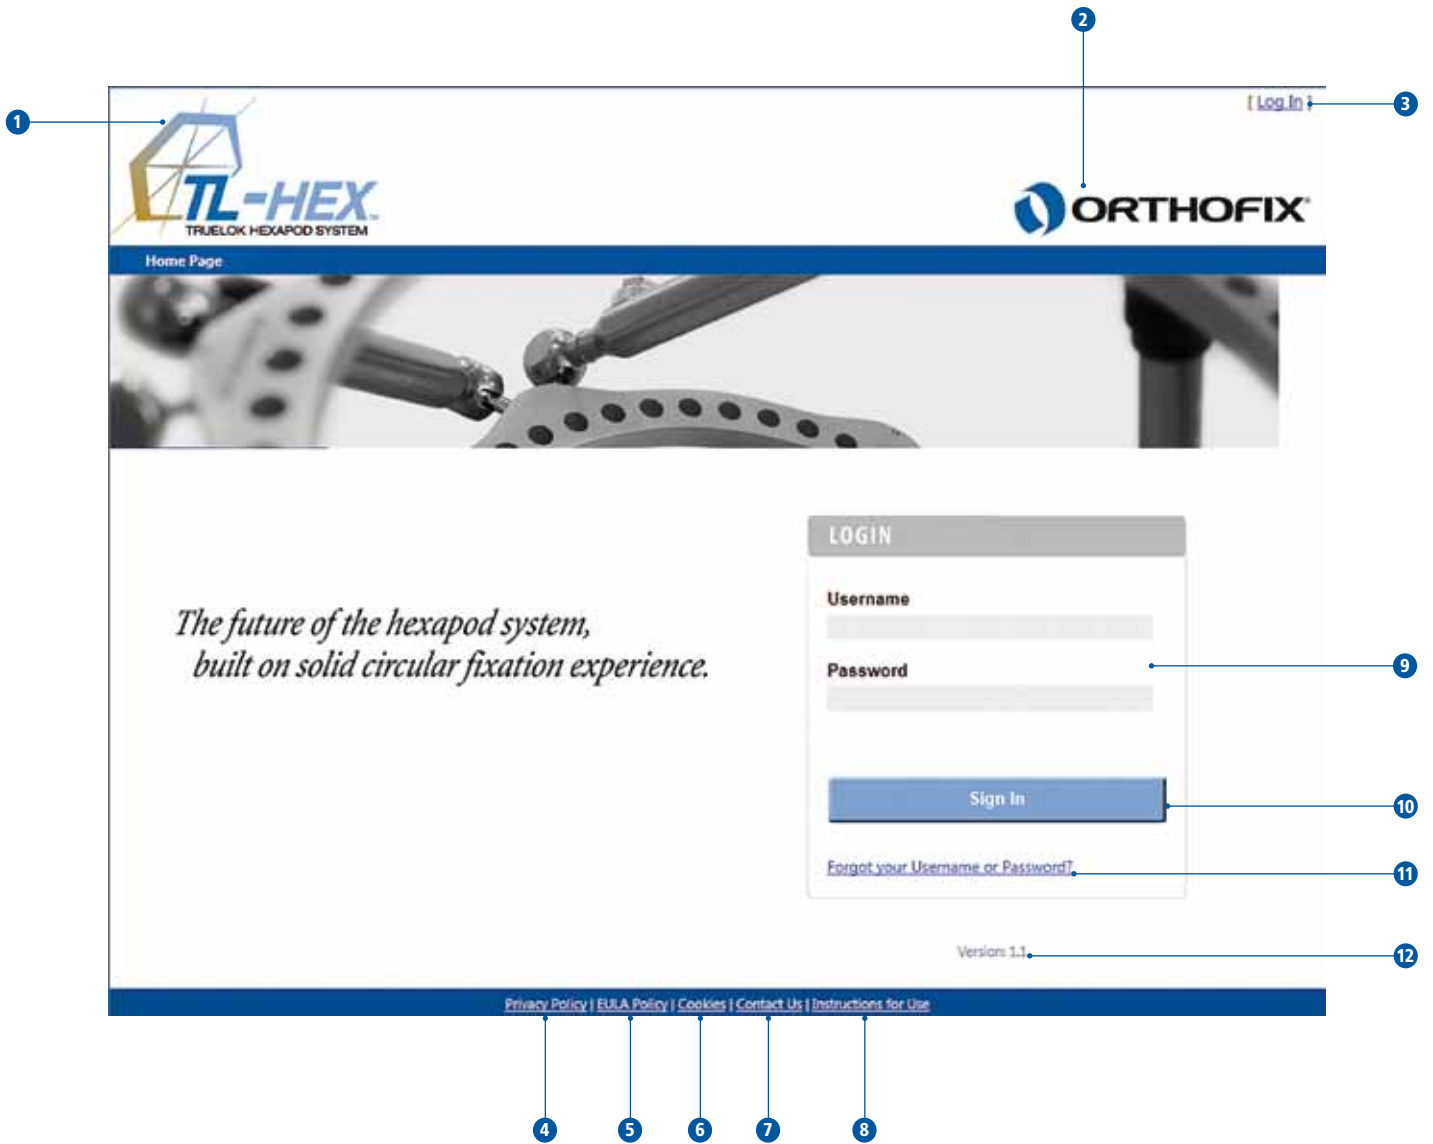 2
1
[ Log In ]
3
TL-HEX
TRUELOK HEXAPOD SYSTEM
ORTHOFIX
Home Page
LOGIN
Username
The future of the hexapod system,
built on solid circular fixation experience.
Password
9
Sign In
10
Forgot your Username or Password?
11
Version: 1.1
12
Privacy Policy | EULA Policy | Cookies | Contact Us | Instructions for Use
4 5 6 7 8